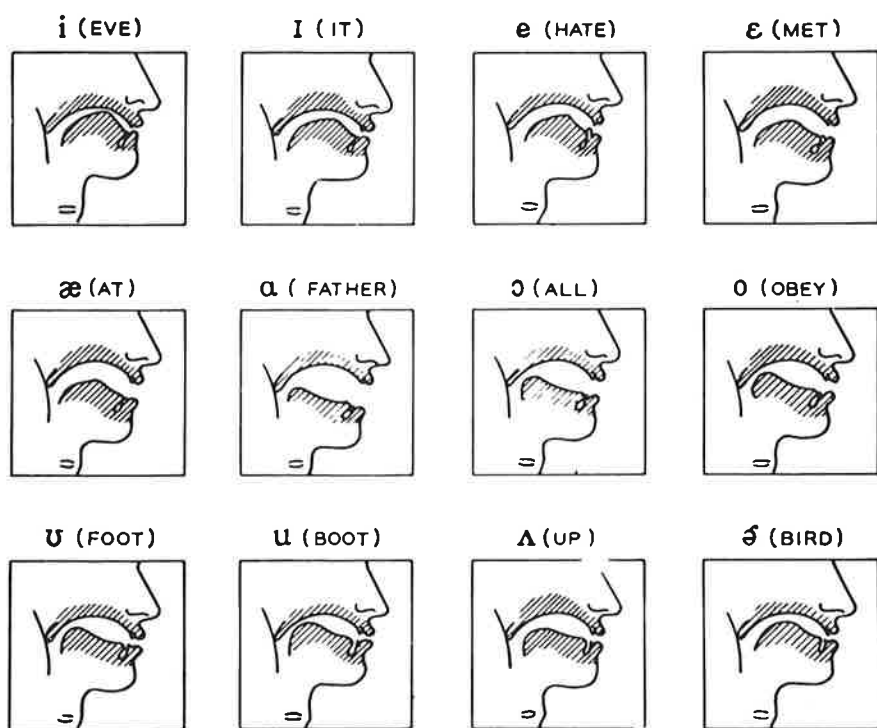 i (EVE) I (IT) e (HATE) ɛ (MET)
æ (AT) ɑ (FATHER) ɔ (ALL) o (OBEY)
ʊ (FOOT) u (BOOT) ʌ (UP) ɚ (BIRD)